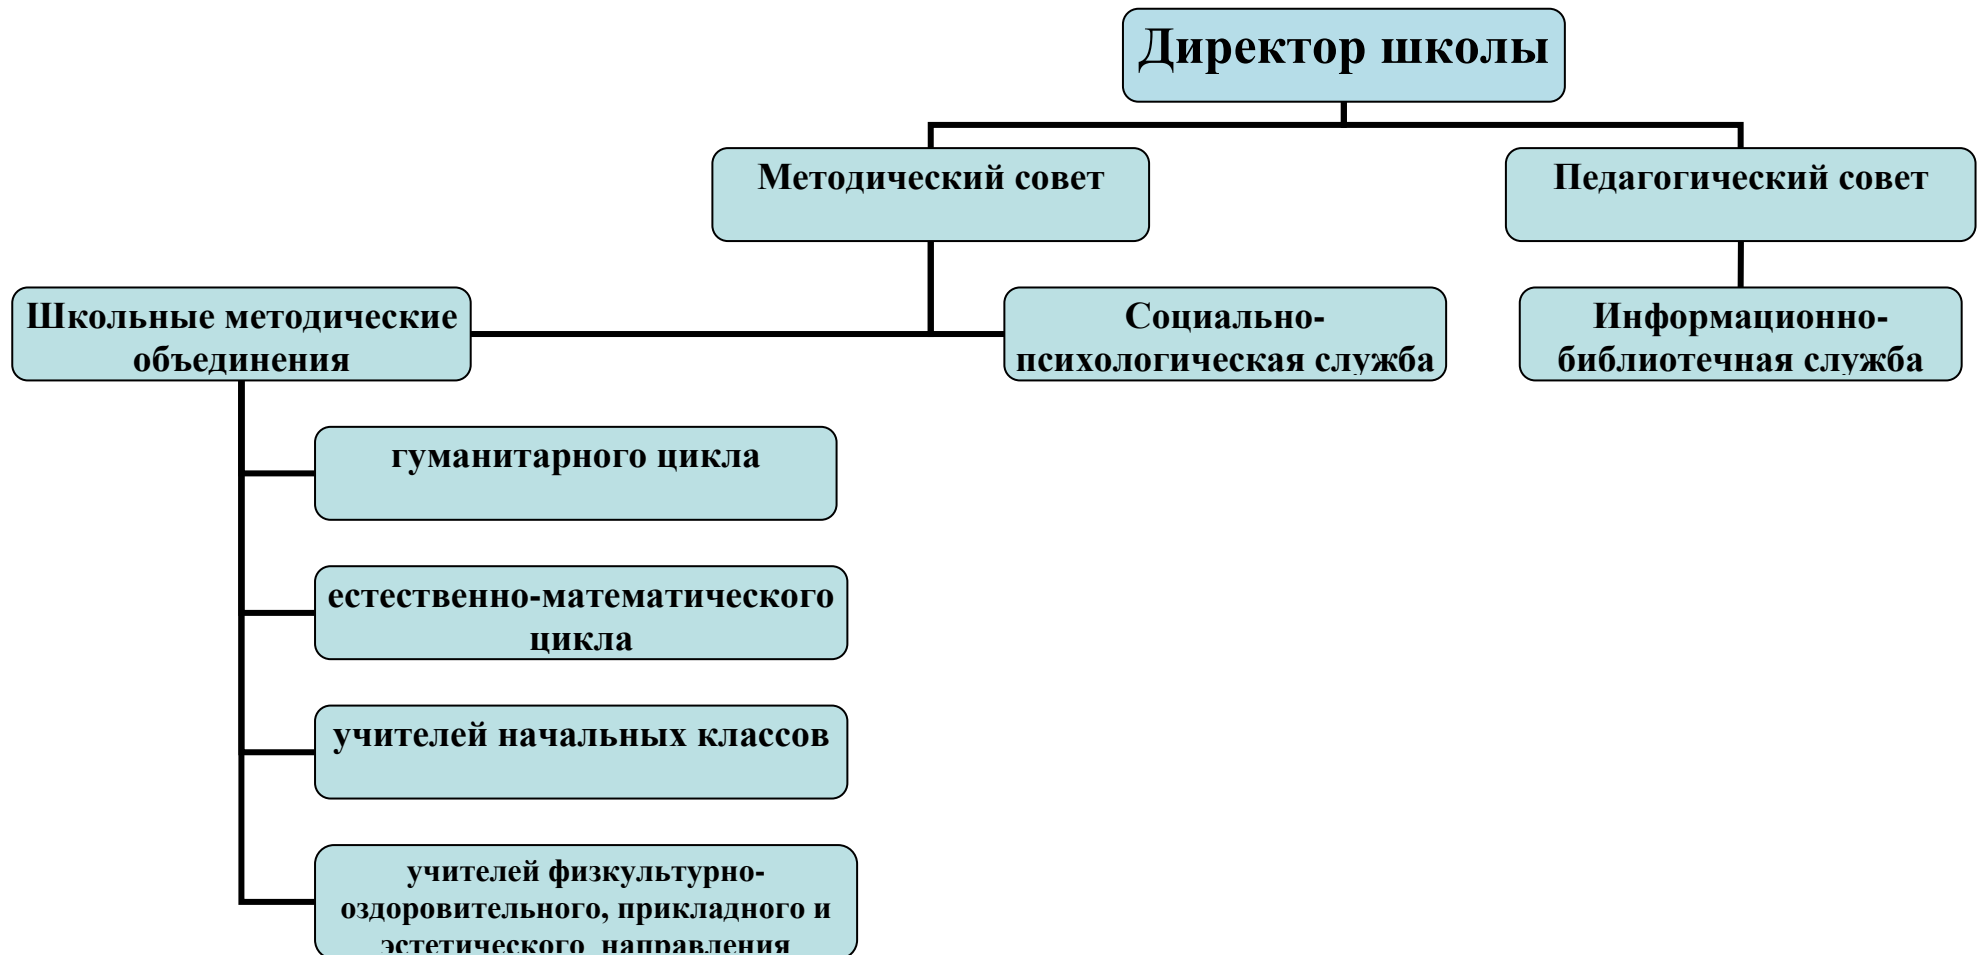 Директор школы
Методический совет
Педагогический совет
Школьные методические
объединения
Социально-
психологическая служба
Информационно-
библиотечная служба
гуманитарного цикла
естественно-математического
цикла
учителей начальных классов
учителей физкультурно-
оздоровительного, прикладного и
эстетического направления